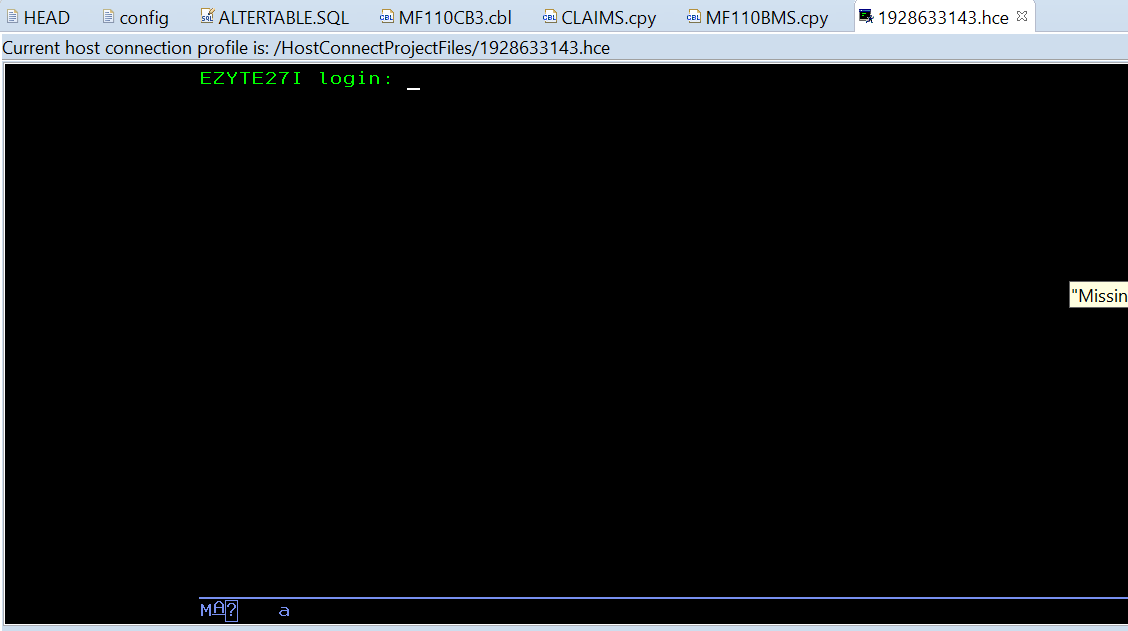 HEAD config ALTERTABLE.SQL MF110CB3.cbl CLAIMS.cpy MF110BMS.cpy 1928633143.hce
Current host connection profile is: /HostConnectProjectFiles/1928633143.hce
EZYTE27I login: _
"Missin
MA? a